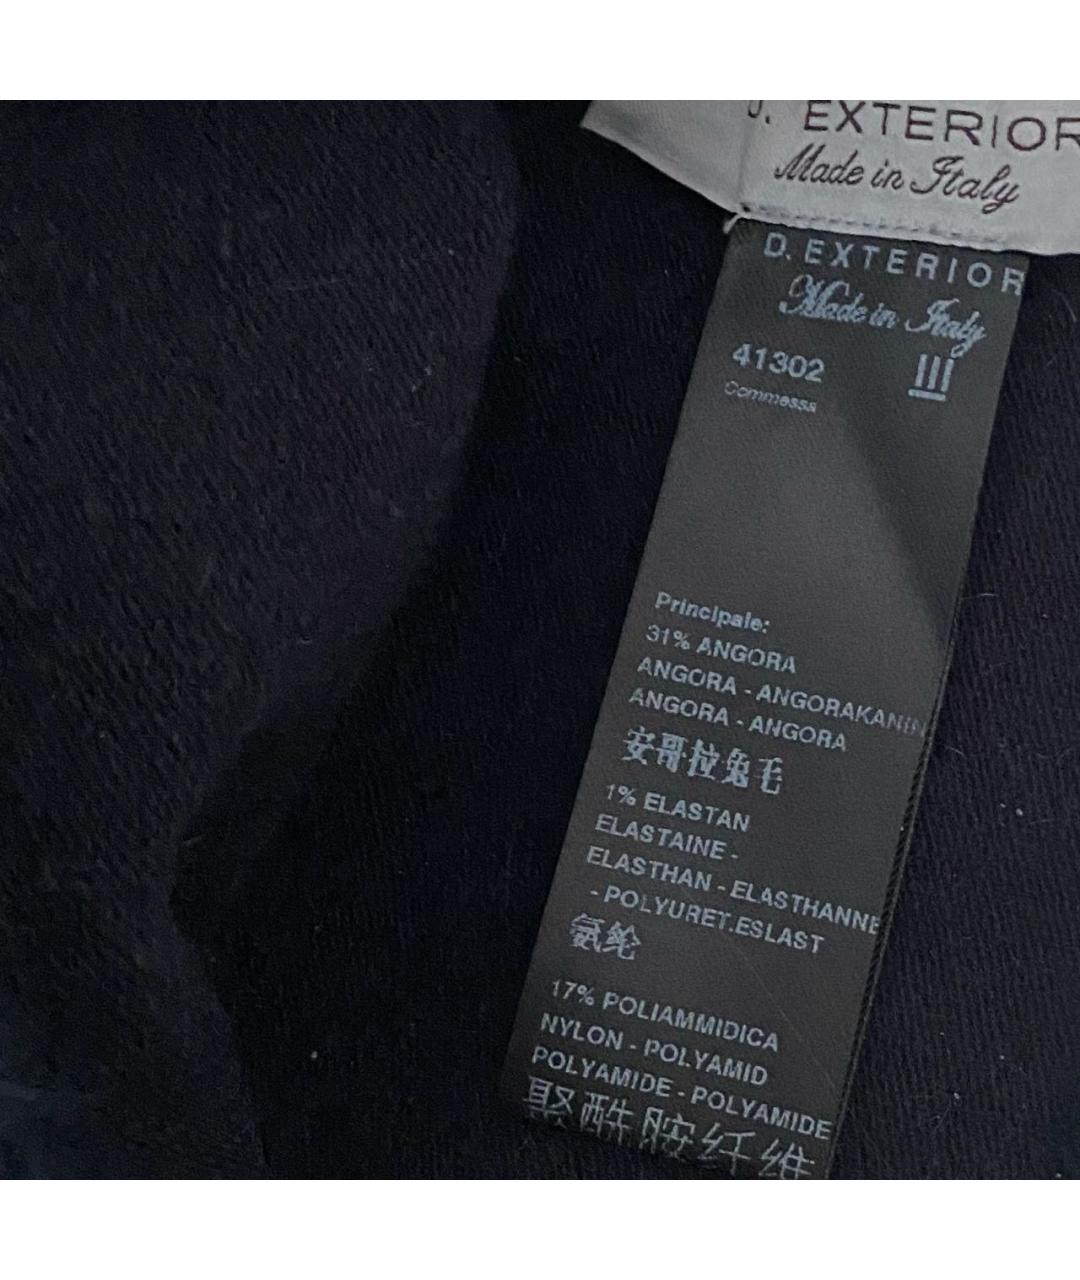 D. EXTERIOR
Made in Italy
D. EXTERIOR
Made in Italy
41302 III
Commessa
Principale:
31% ANGORA
ANGORA - ANGORAKANIN
ANGORA - ANGORA
安哥拉兔毛
1% ELASTAN
ELASTAINE -
ELASTHAN - ELASTHANNE
- POLYURET.ESLAST
氨纶
17% POLIAMMIDICA
NYLON - POLYAMID
POLYAMIDE - POLYAMIDE
聚酰胺纤维